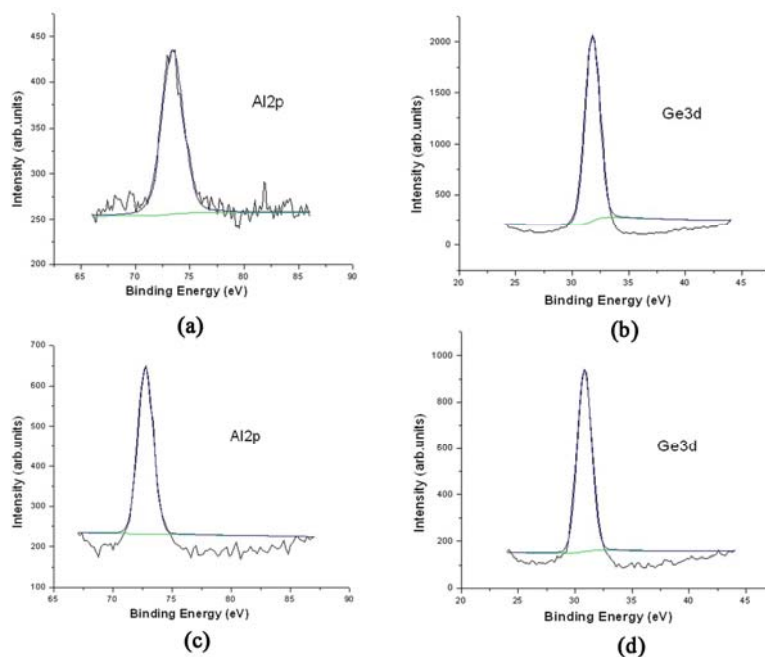 450
400
350
300
250
200
65 70 75 80 85 90
Intensity (arb.units)
Binding Energy (eV)
Al2p
(a)
2000
1500
1000
500
250
0
20 25 30 35 40 45
Intensity (arb.units)
Binding Energy (eV)
Ge3d
(b)
700
600
500
400
300
200
100
65 70 75 80 85 90
Intensity (arb.units)
Binding Energy (eV)
Al2p
(c)
1000
800
600
400
160
0
20 25 30 35 40 45
Intensity (arb.units)
Binding Energy (eV)
Ge3d
(d)